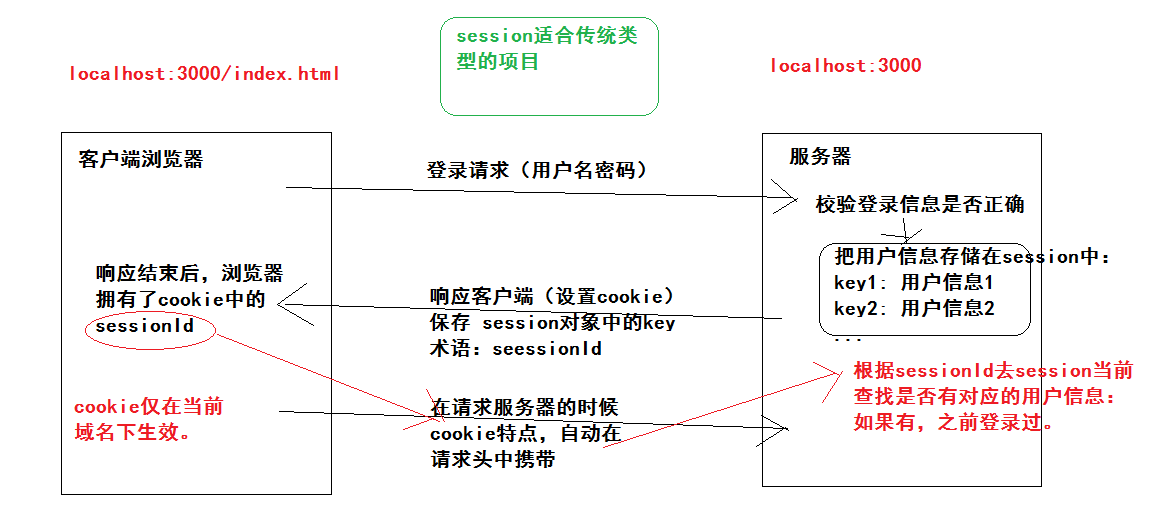 session适合传统类
型的项目
localhost:3000/index.html
localhost:3000
客户端浏览器
登录请求（用户名密码）
服务器
校验登录信息是否正确
把用户信息存储在session中：
key1: 用户信息1
key2: 用户信息2
...
响应客户端（设置cookie）
保存 session对象中的key
术语：seessionId
响应结束后，浏览器
拥有了cookie中的
sessionId
cookie仅在当前
域名下生效。
在请求服务器的时候
cookie特点，自动在
请求头中携带
根据sessionId去session当前
查找是否有对应的用户信息：
如果有，之前登录过。